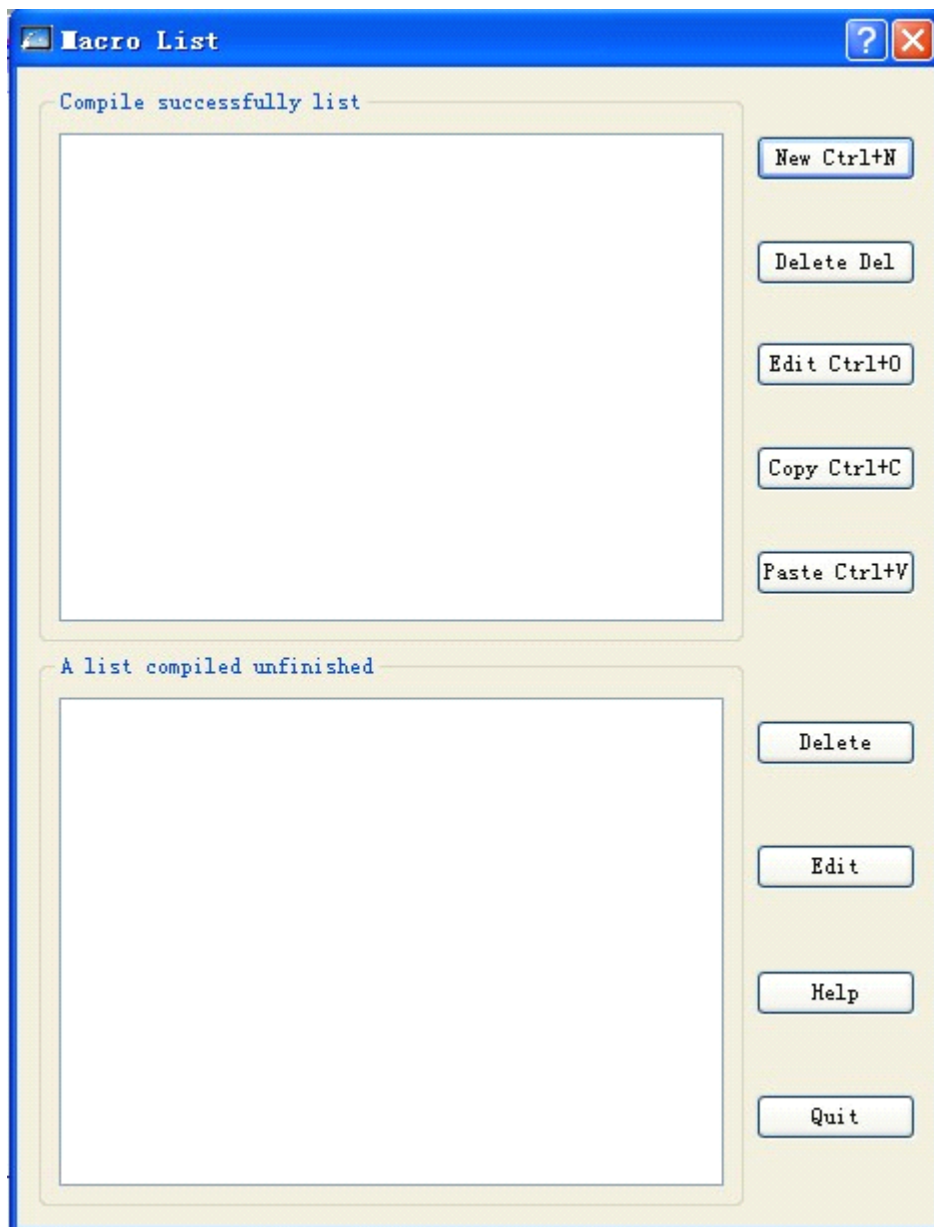 Macro List
Compile successfully list
New Ctrl+N
Delete Del
Edit Ctrl+O
Copy Ctrl+C
Paste Ctrl+V
A list compiled unfinished
Delete
Edit
Help
Quit